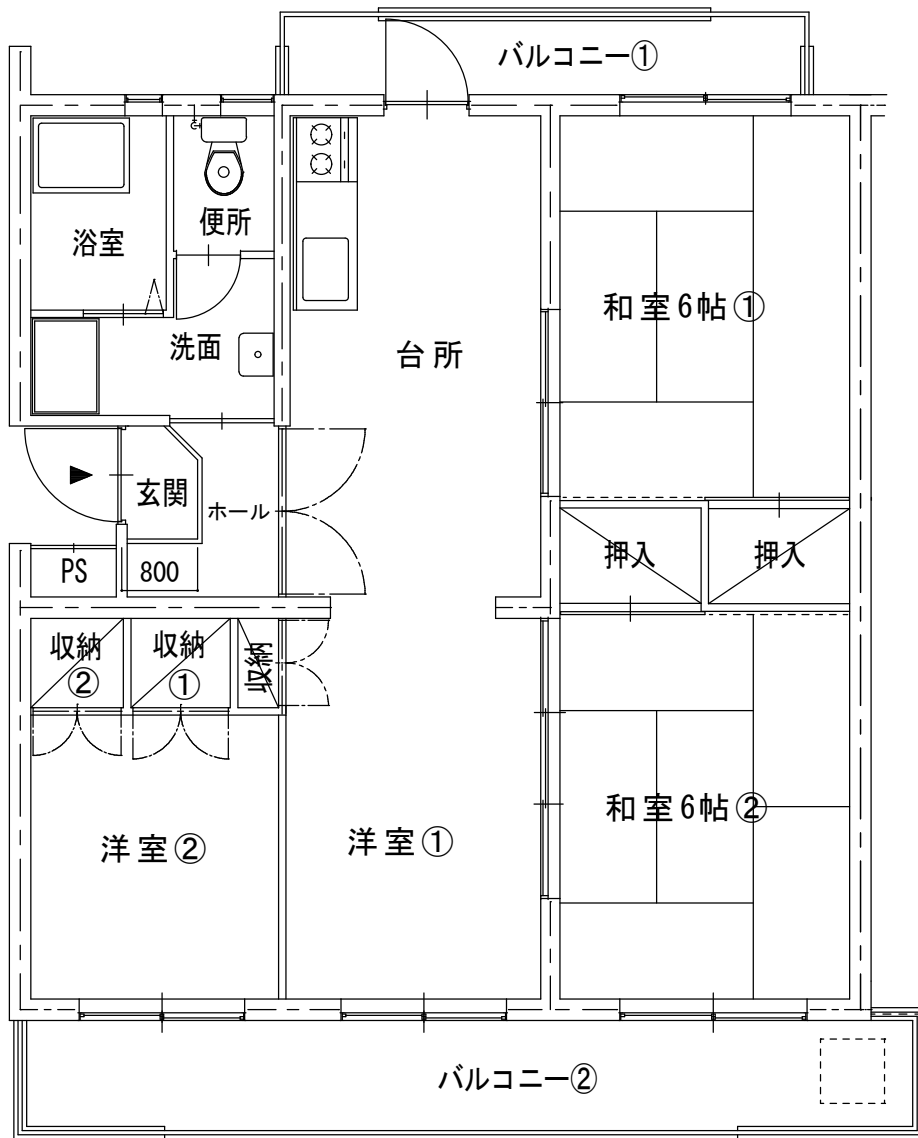 バルコニー①
浴室
便所
洗面
台所
和室6帖①
玄関
ホール
押入
押入
PS
800
収納
②
収納
①
収納
洋室②
洋室①
和室6帖②
バルコニー②